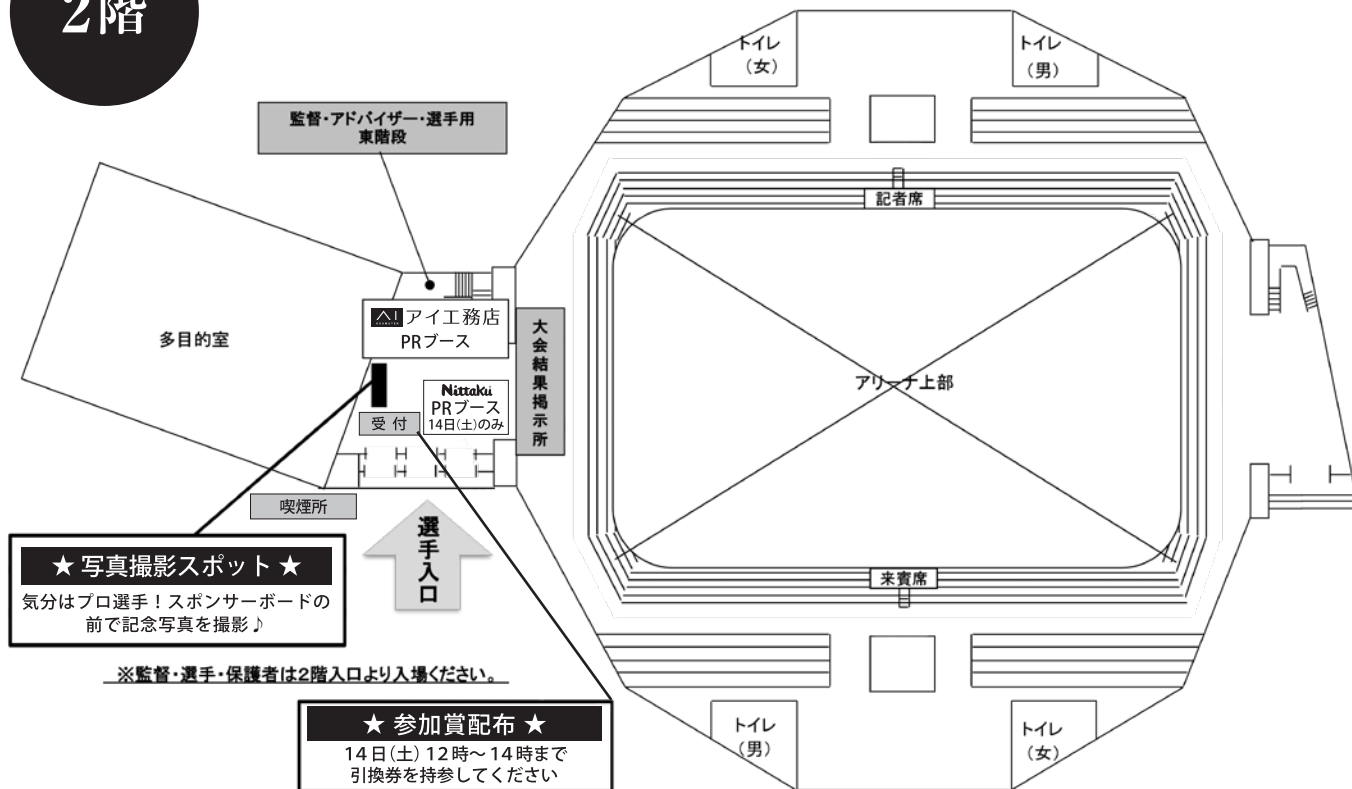 2階
トイレ
（女）
トイレ
（男）
監督・アドバイザー・選手用
東階段
記者席
多目的室
AI アイ工務店
PRブース
大会結果掲示所
アリーナ上部
Nittaku
PRブース
14日(土)のみ
受付
喫煙所
選手入口
来賓席
★ 写真撮影スポット ★
気分はプロ選手！スポンサーボードの
前で記念写真を撮影♪
※監督・選手・保護者は2階入口より入場ください。
★ 参加賞配布 ★
14日(土) 12時～14時まで
引換券を持参してください
トイレ
（男）
トイレ
（女）